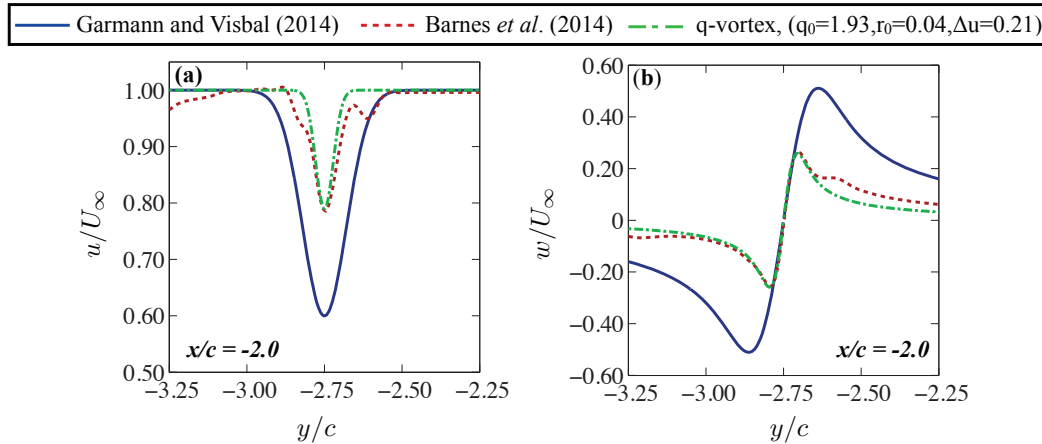 Garmann and Visbal (2014) Barnes et al. (2014) q-vortex, (q₀=1.93,r₀=0.04,Δu=0.21)
(a)
u/U∞
1.00
0.90
0.80
0.70
0.60
0.50
x/c = -2.0
−3.25 −3.00 −2.75 −2.50 −2.25
y/c
(b)
w/U∞
0.60
0.40
0.20
0
−0.20
−0.40
−0.60
x/c = -2.0
−3.25 −3.00 −2.75 −2.50 −2.25
y/c